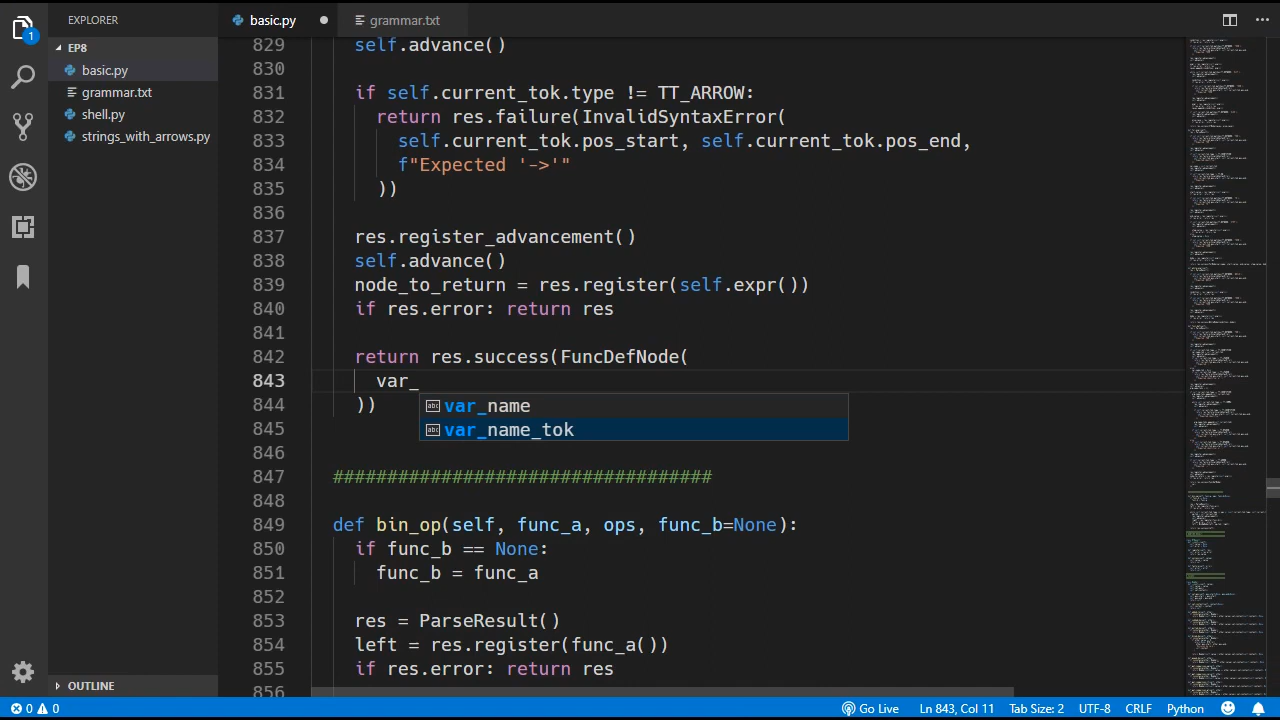 EXPLORER
basic.py
grammar.txt
1
EP8
basic.py
grammar.txt
shell.py
strings_with_arrows.py
829 self.advance()
830
831 if self.current_tok.type != TT_ARROW:
832 return res.failure(InvalidSyntaxError(
833 self.current_tok.pos_start, self.current_tok.pos_end,
834 f"Expected '->'"
835 ))
836
837 res.register_advancement()
838 self.advance()
839 node_to_return = res.register(self.expr())
840 if res.error: return res
841
842 return res.success(FuncDefNode(
843 var_
var_name
var_name_tok
844 ))
845
846
847 ###################################
848
849 def bin_op(self, func_a, ops, func_b=None):
850 if func_b == None:
851 func_b = func_a
852
853 res = ParseResult()
854 left = res.register(func_a())
855 if res.error: return res
856
OUTLINE
0 0 Go Live Ln 843, Col 11 Tab Size: 2 UTF-8 CRLF Python